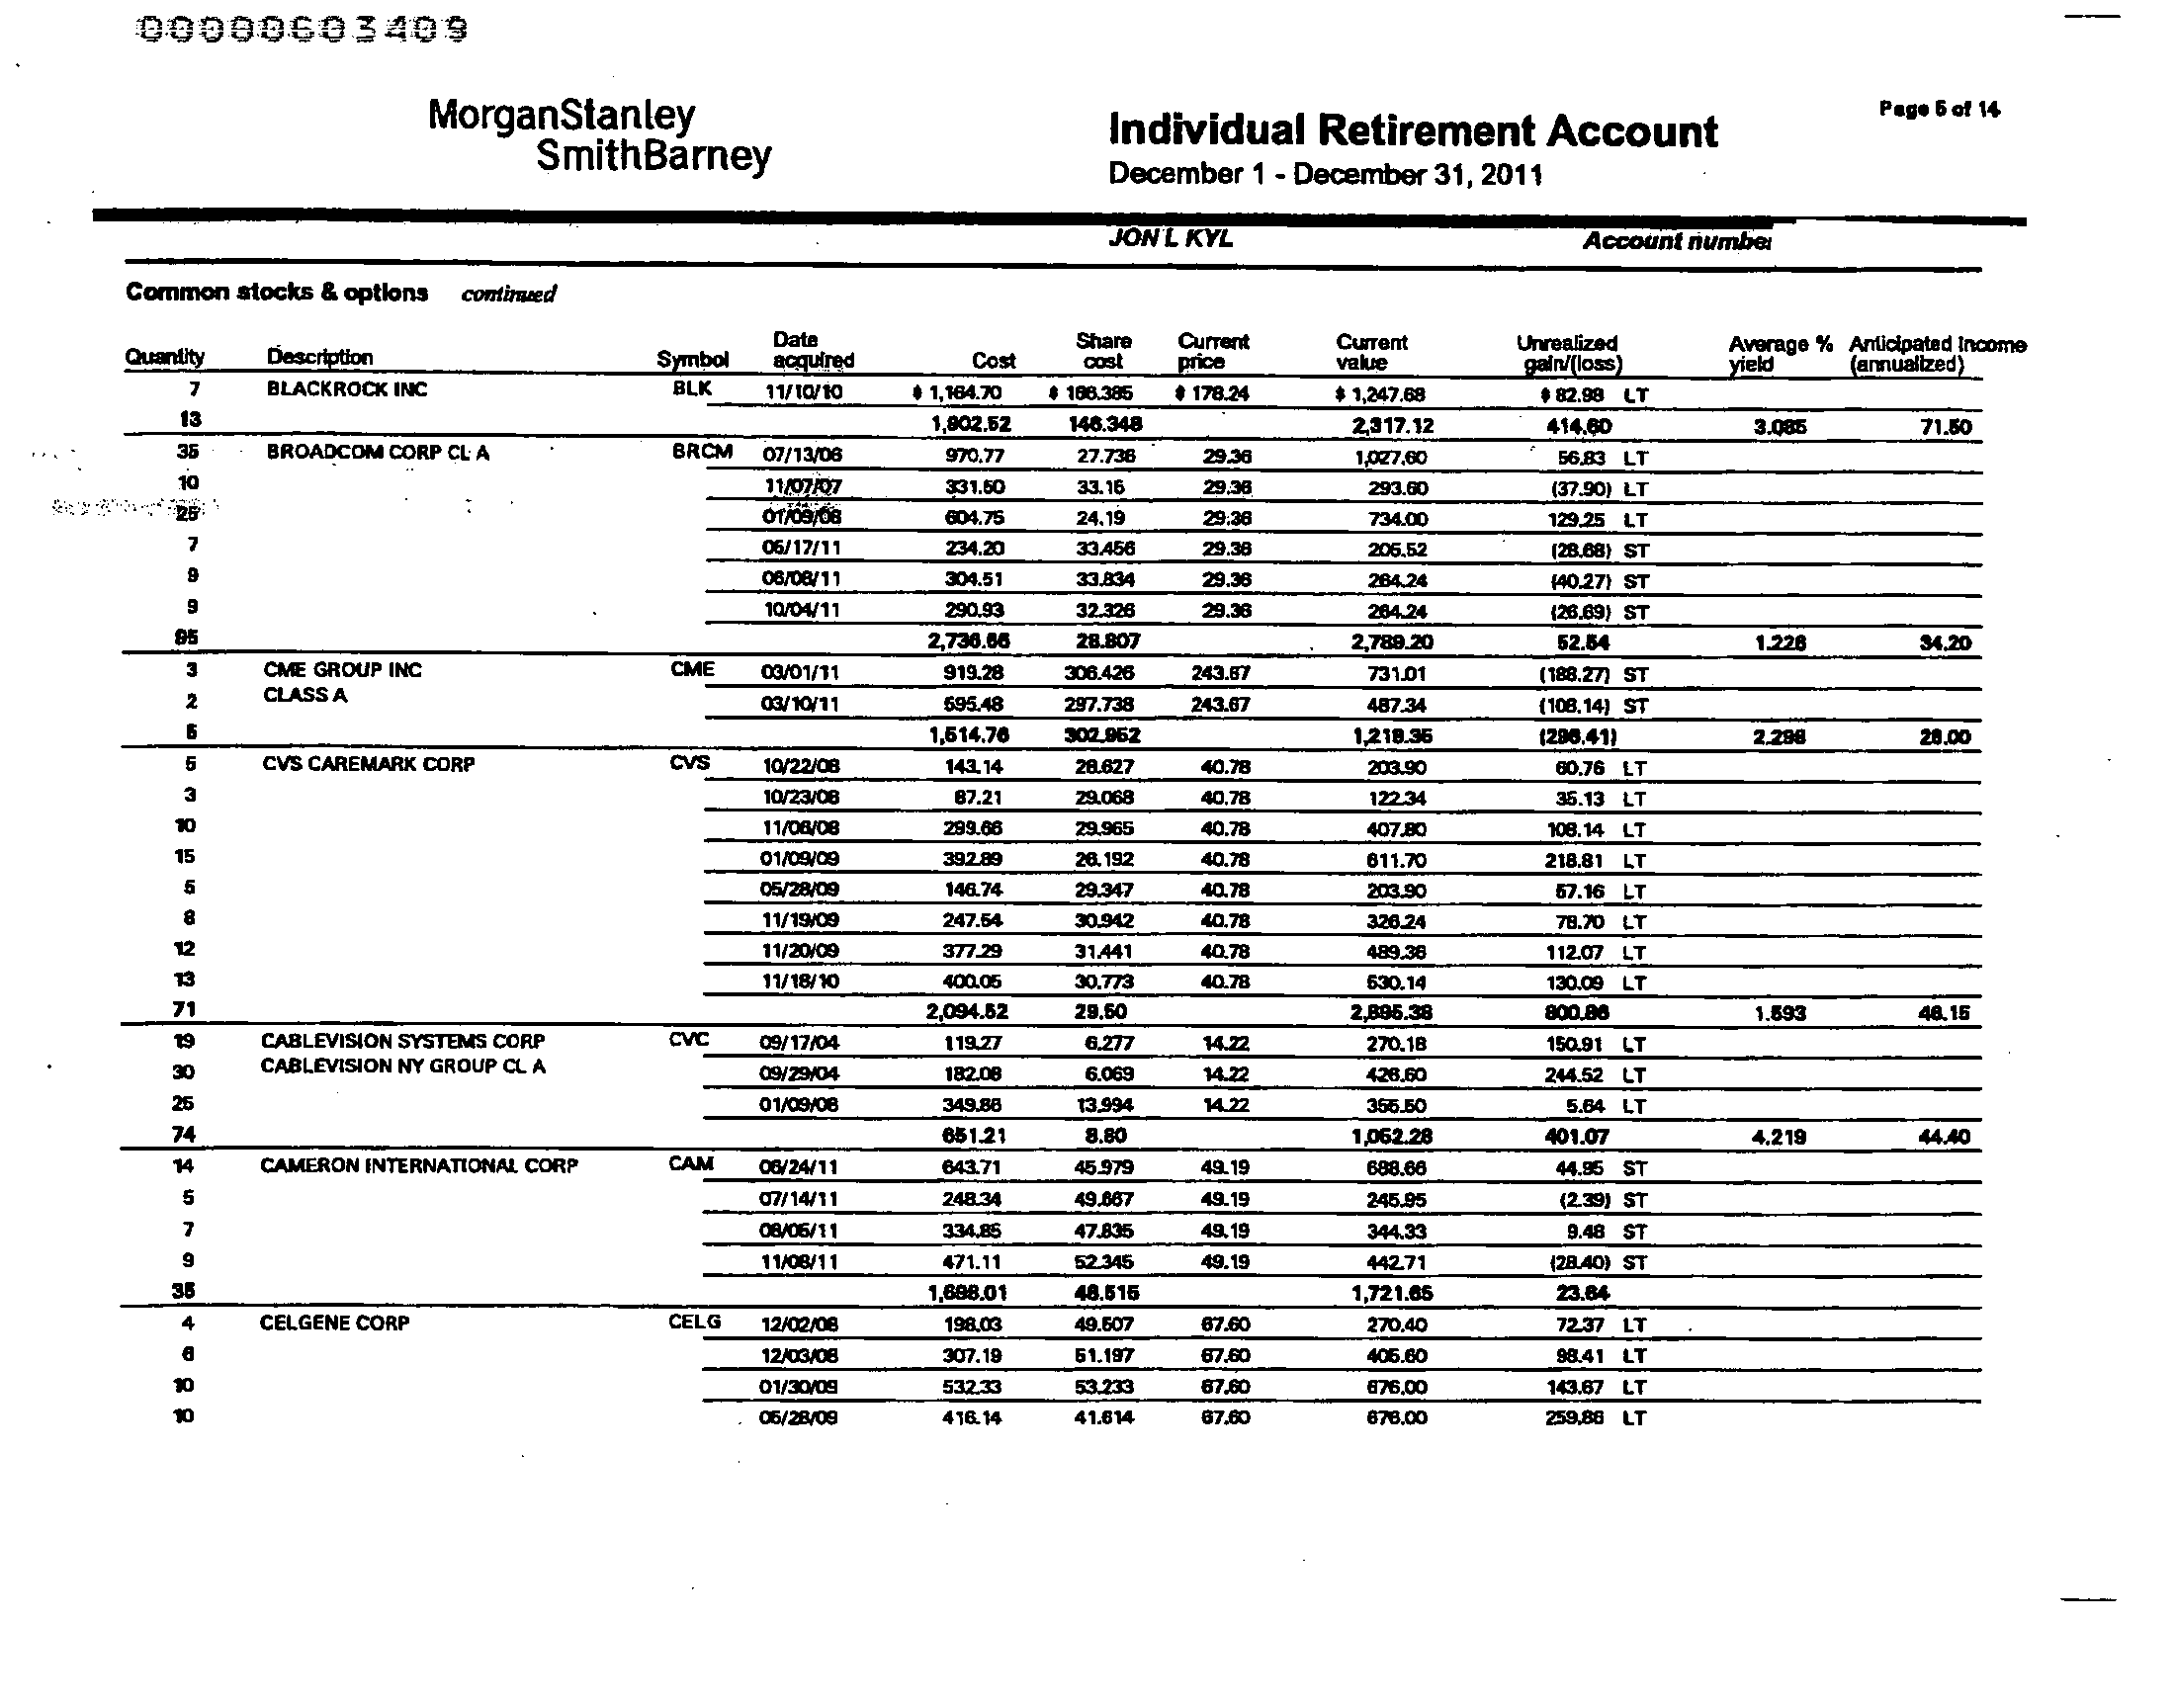 00000603409
MorganStanley
SmithBarney
Individual Retirement Account
December 1 - December 31, 2011
Page 5 of 14
JON L KYL Account number
Common stocks & options continued
Quantity Description Symbol Date acquired Cost Share cost Current price Current value Unrealized gain/(loss) Average % yield Anticipated Income (annualized)
7 BLACKROCK INC BLK 11/10/10 $ 1,164.70 $ 166.385 $ 178.24 $ 1,247.68 $ 82.98 LT
13 1,902.52 146.348 2,317.12 414.60 3.085 71.50
35 BROADCOM CORP CL A BRCM 07/13/06 970.77 27.736 29.36 1,027.60 56.83 LT
10 11/07/07 331.50 33.15 29.36 293.60 (37.90) LT
25 01/09/08 604.75 24.19 29.36 734.00 129.25 LT
7 05/17/11 234.20 33.456 29.36 205.52 (28.68) ST
9 06/08/11 304.51 33.834 29.36 264.24 (40.27) ST
9 10/04/11 290.93 32.326 29.36 264.24 (26.69) ST
95 2,736.66 28.807 2,789.20 52.54 1.226 34.20
3 CME GROUP INC CME 03/01/11 919.28 306.426 243.67 731.01 (188.27) ST
CLASS A
2 03/10/11 595.48 297.738 243.67 487.34 (108.14) ST
5 1,514.76 302.952 1,218.35 (296.41) 2.298 28.00
5 CVS CAREMARK CORP CVS 10/22/08 143.14 28.627 40.78 203.90 60.76 LT
3 10/23/08 87.21 29.068 40.78 122.34 35.13 LT
10 11/06/08 299.66 29.965 40.78 407.80 108.14 LT
15 01/09/09 392.89 26.192 40.78 611.70 218.81 LT
5 05/28/09 146.74 29.347 40.78 203.90 57.16 LT
8 11/19/09 247.54 30.942 40.78 326.24 78.70 LT
12 11/20/09 377.29 31.441 40.78 489.36 112.07 LT
13 11/18/10 400.05 30.773 40.78 530.14 130.09 LT
71 2,094.52 29.50 2,895.38 800.86 1.593 46.15
19 CABLEVISION SYSTEMS CORP CVC 09/17/04 119.27 6.277 14.22 270.18 150.91 LT
CABLEVISION NY GROUP CL A
30 09/29/04 182.08 6.069 14.22 426.60 244.52 LT
25 01/09/08 349.86 13.994 14.22 355.50 5.64 LT
74 651.21 8.80 1,052.28 401.07 4.219 44.40
14 CAMERON INTERNATIONAL CORP CAM 06/24/11 643.71 45.979 49.19 688.66 44.95 ST
5 07/14/11 248.34 49.667 49.19 245.95 (2.39) ST
7 08/05/11 334.85 47.835 49.19 344.33 9.48 ST
9 11/08/11 471.11 52.345 49.19 442.71 (28.40) ST
35 1,698.01 48.515 1,721.65 23.64
4 CELGENE CORP CELG 12/02/08 198.03 49.507 67.60 270.40 72.37 LT
6 12/03/08 307.19 51.197 67.60 405.60 98.41 LT
10 01/30/09 532.33 53.233 67.60 676.00 143.67 LT
10 05/28/09 416.14 41.614 67.60 676.00 259.86 LT